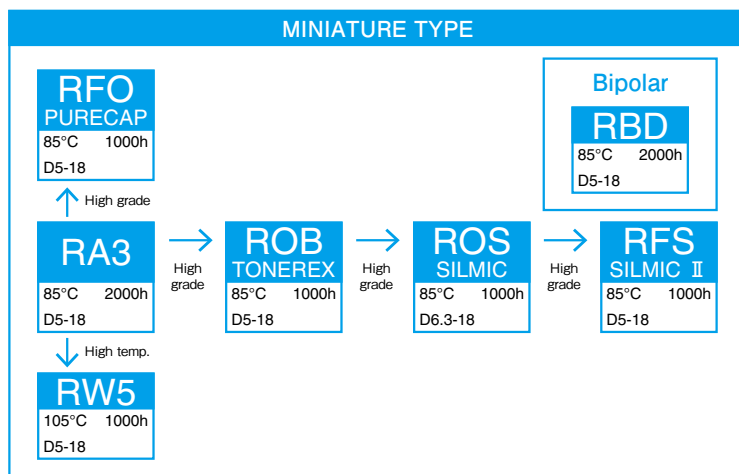 MINIATURE TYPE
RFO
PURECAP
85°C 1000h
D5-18
Bipolar
RBD
85°C 2000h
D5-18
High grade
RA3
85°C 2000h
D5-18
High
grade
ROB
TONEREX
85°C 1000h
D5-18
High
grade
ROS
SILMIC
85°C 1000h
D6.3-18
High
grade
RFS
SILMIC Ⅱ
85°C 1000h
D5-18
High temp.
RW5
105°C 1000h
D5-18